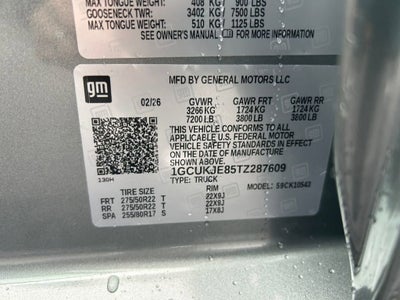 MAX TONGUE WEIGHT: 408 KG / 900 LBS
GOOSENECK TWR: 3402 KG / 7500 LBS
MAX TONGUE WEIGHT: 510 KG / 1125 LBS
SEE OWNER'S MANUAL FOR MORE INFORMATION
gm
MFD BY GENERAL MOTORS LLC
02/26 GVWR GAWR FRT GAWR RR
3266 KG 1724 KG 1724 KG
7200 LB 3800 LB 3800 LB
THIS VEHICLE CONFORMS TO ALL
APPLICABLE U.S. FEDERAL MOTOR
VEHICLE SAFETY STANDARDS IN EFFECT
ON THE DATE OF MANUFACTURE
SHOWN ABOVE.
1GCUKJE85TZ287609
TYPE: TRUCK
130H
MODEL: S9CK10543
TIRE SIZE RIM
FRT 275/50R22 T 22X9J
RR 275/50R22 T 22X9J
SPA 255/80R17 S 17X8J